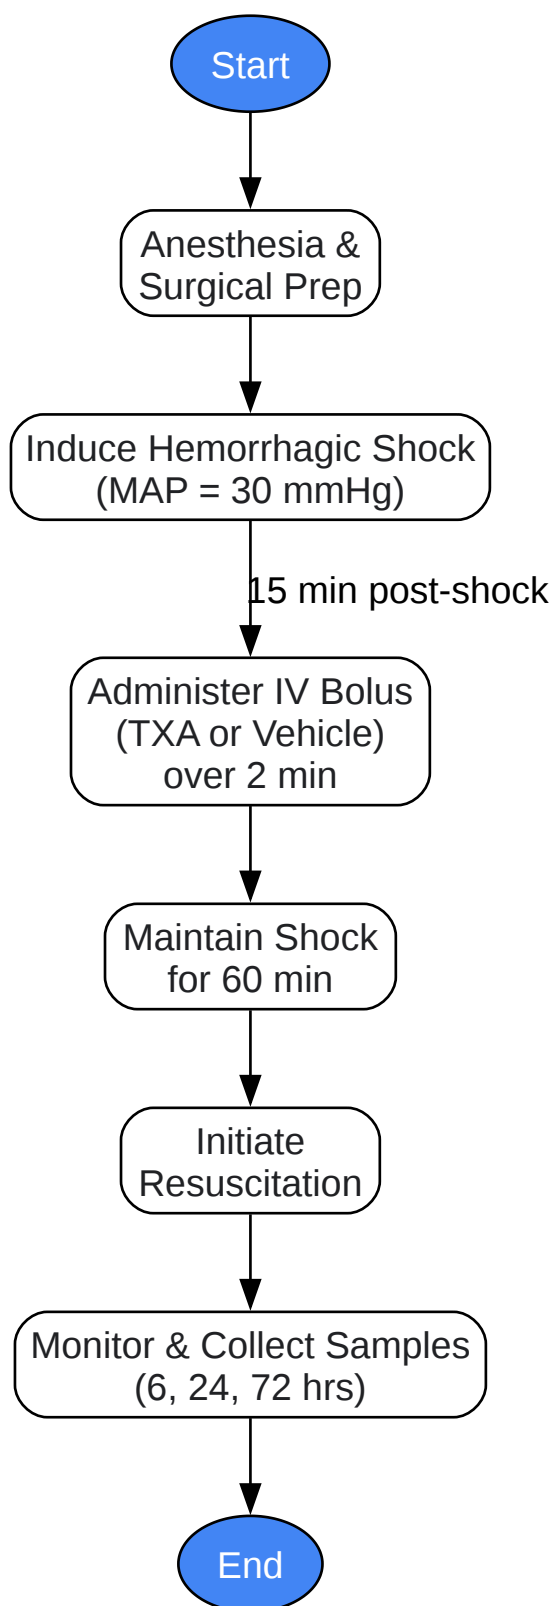 Start
Anesthesia &
Surgical Prep
Induce Hemorrhagic Shock
(MAP = 30 mmHg)
15 min post-shock
Administer IV Bolus
(TXA or Vehicle)
over 2 min
Maintain Shock
for 60 min
Initiate
Resuscitation
Monitor & Collect Samples
(6, 24, 72 hrs)
End